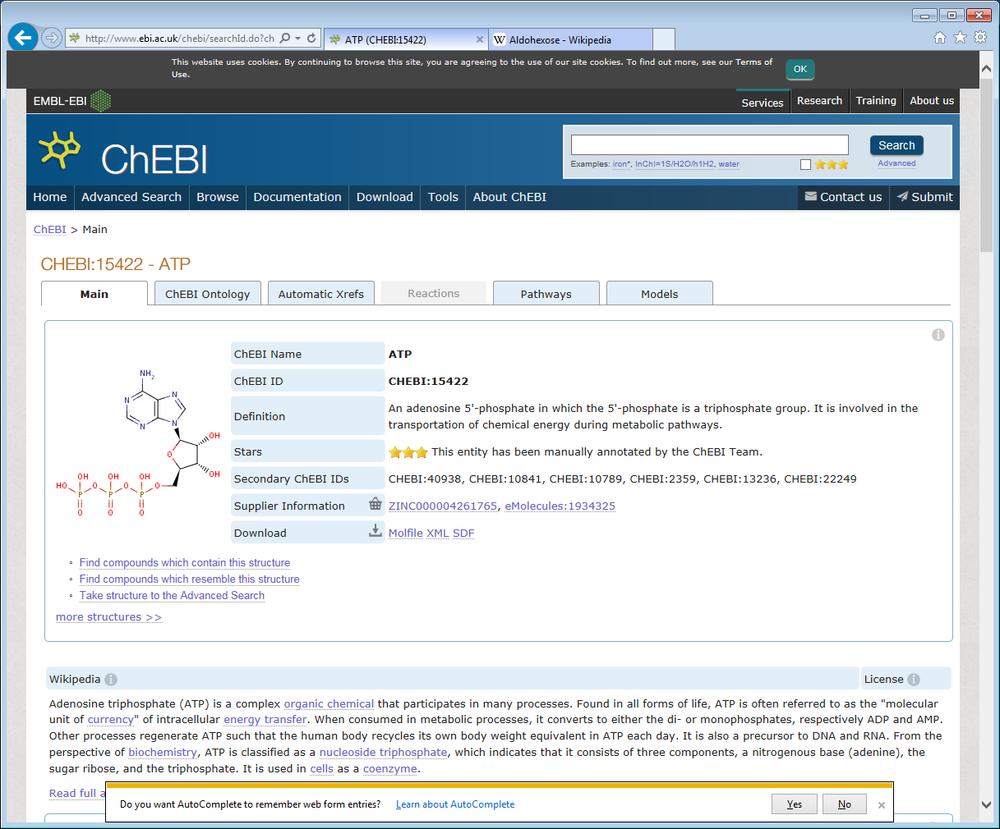 http://www.ebi.ac.uk/chebi/searchId.do?ch
ATP (CHEBI:15422)
W Aldohexose - Wikipedia
This website uses cookies. By continuing to browse this site, you are agreeing to the use of our site cookies. To find out more, see our Terms of
Use.
OK
EMBL-EBI
Services
Research
Training
About us
ChEBI
Search
Examples: iron*, InChI=1S/H2O/h1H2, water
Advanced
Home
Advanced Search
Browse
Documentation
Download
Tools
About ChEBI
Contact us
Submit
ChEBI > Main
CHEBI:15422 - ATP
Main
ChEBI Ontology
Automatic Xrefs
Reactions
Pathways
Models
ChEBI Name ATP
ChEBI ID CHEBI:15422
Definition An adenosine 5'-phosphate in which the 5'-phosphate is a triphosphate group. It is involved in the
transportation of chemical energy during metabolic pathways.
Stars This entity has been manually annotated by the ChEBI Team.
Secondary ChEBI IDs CHEBI:40938, CHEBI:10841, CHEBI:10789, CHEBI:2359, CHEBI:13236, CHEBI:22249
Supplier Information ZINC000004261765, eMolecules:1934325
Download Molfile XML SDF
NH2
N N
N N
O OH
OH
OH OH OH
HO P O P O P O
O O O
Find compounds which contain this structure
Find compounds which resemble this structure
Take structure to the Advanced Search
more structures >>
Wikipedia
License
Adenosine triphosphate (ATP) is a complex organic chemical that participates in many processes. Found in all forms of life, ATP is often referred to as the "molecular
unit of currency" of intracellular energy transfer. When consumed in metabolic processes, it converts to either the di- or monophosphates, respectively ADP and AMP.
Other processes regenerate ATP such that the human body recycles its own body weight equivalent in ATP each day. It is also a precursor to DNA and RNA. From the
perspective of biochemistry, ATP is classified as a nucleoside triphosphate, which indicates that it consists of three components, a nitrogenous base (adenine), the
sugar ribose, and the triphosphate. It is used in cells as a coenzyme.
Read full a
Do you want AutoComplete to remember web form entries?
Learn about AutoComplete
Yes
No